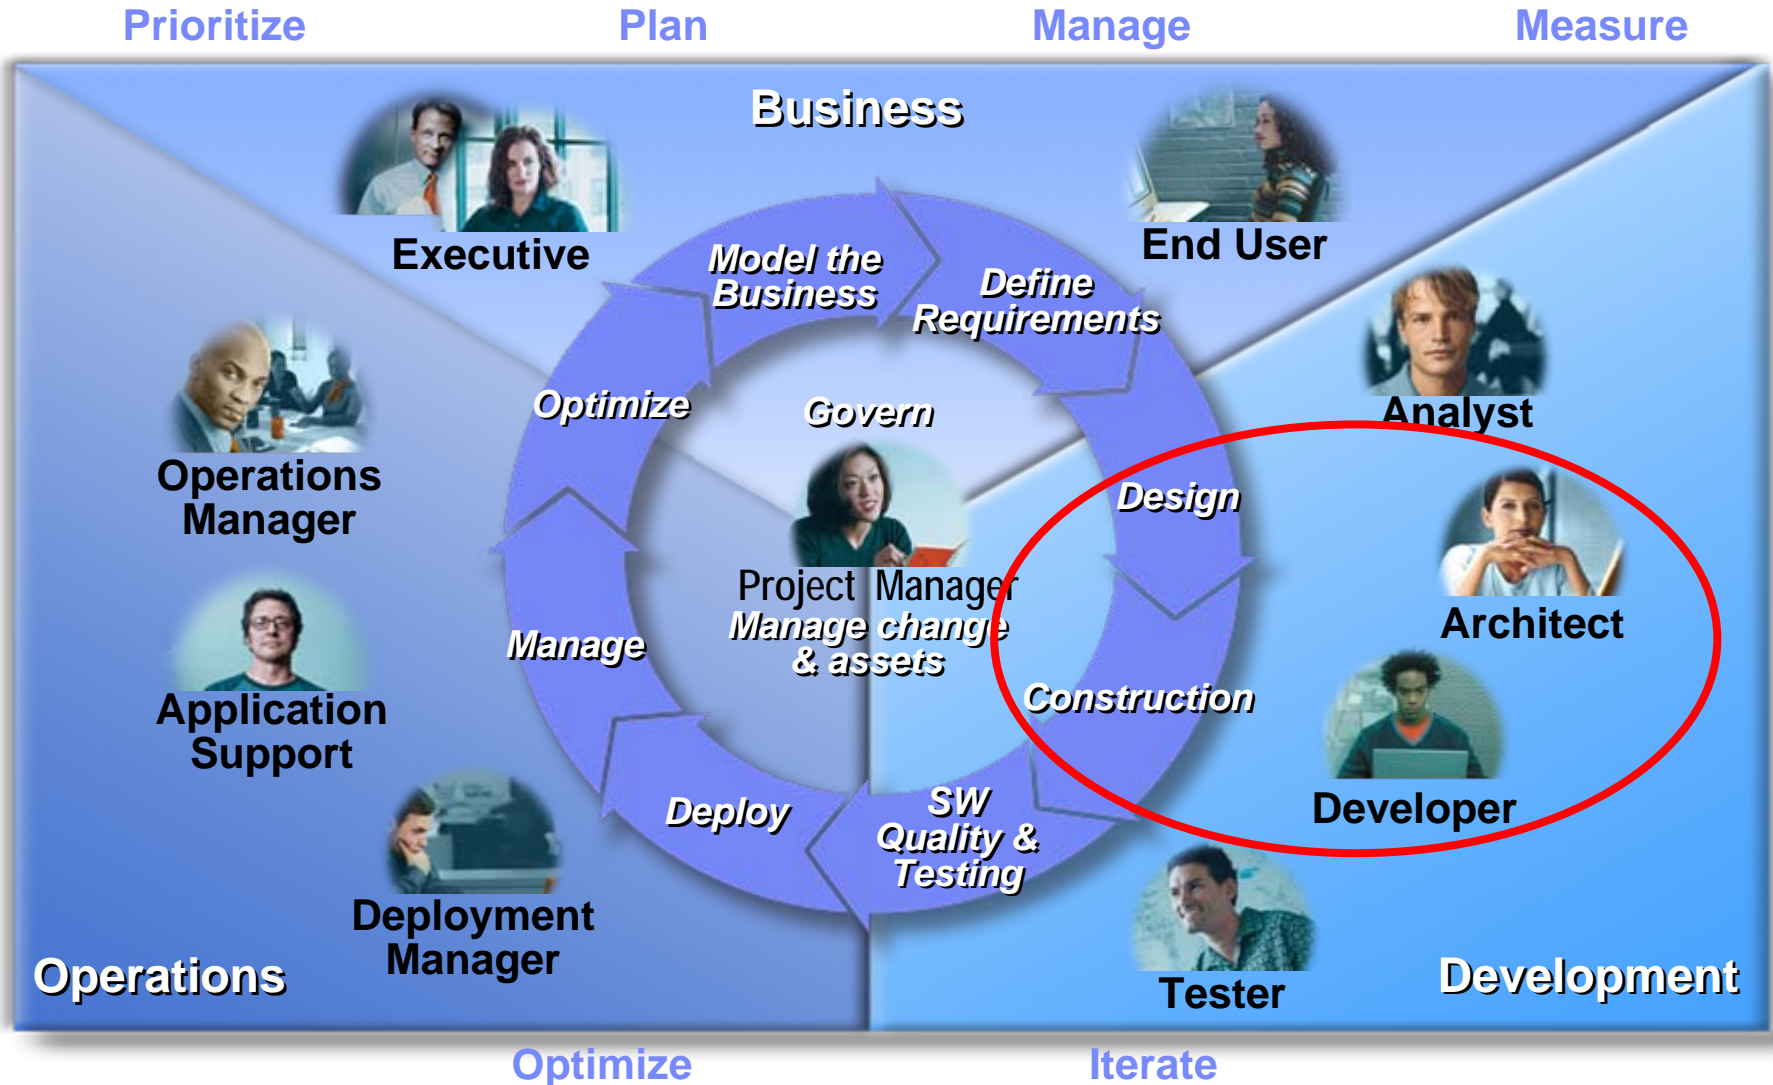 Prioritize Plan Manage Measure
Business
Executive
End User
Model the
Business
Define
Requirements
Analyst
Optimize
Govern
Operations
Manager
Design
Architect
Project Manager
Manage change
& assets
Manage
Application
Support
Construction
Developer
Deploy
SW
Quality &
Testing
Deployment
Manager
Tester
Operations
Development
Optimize Iterate